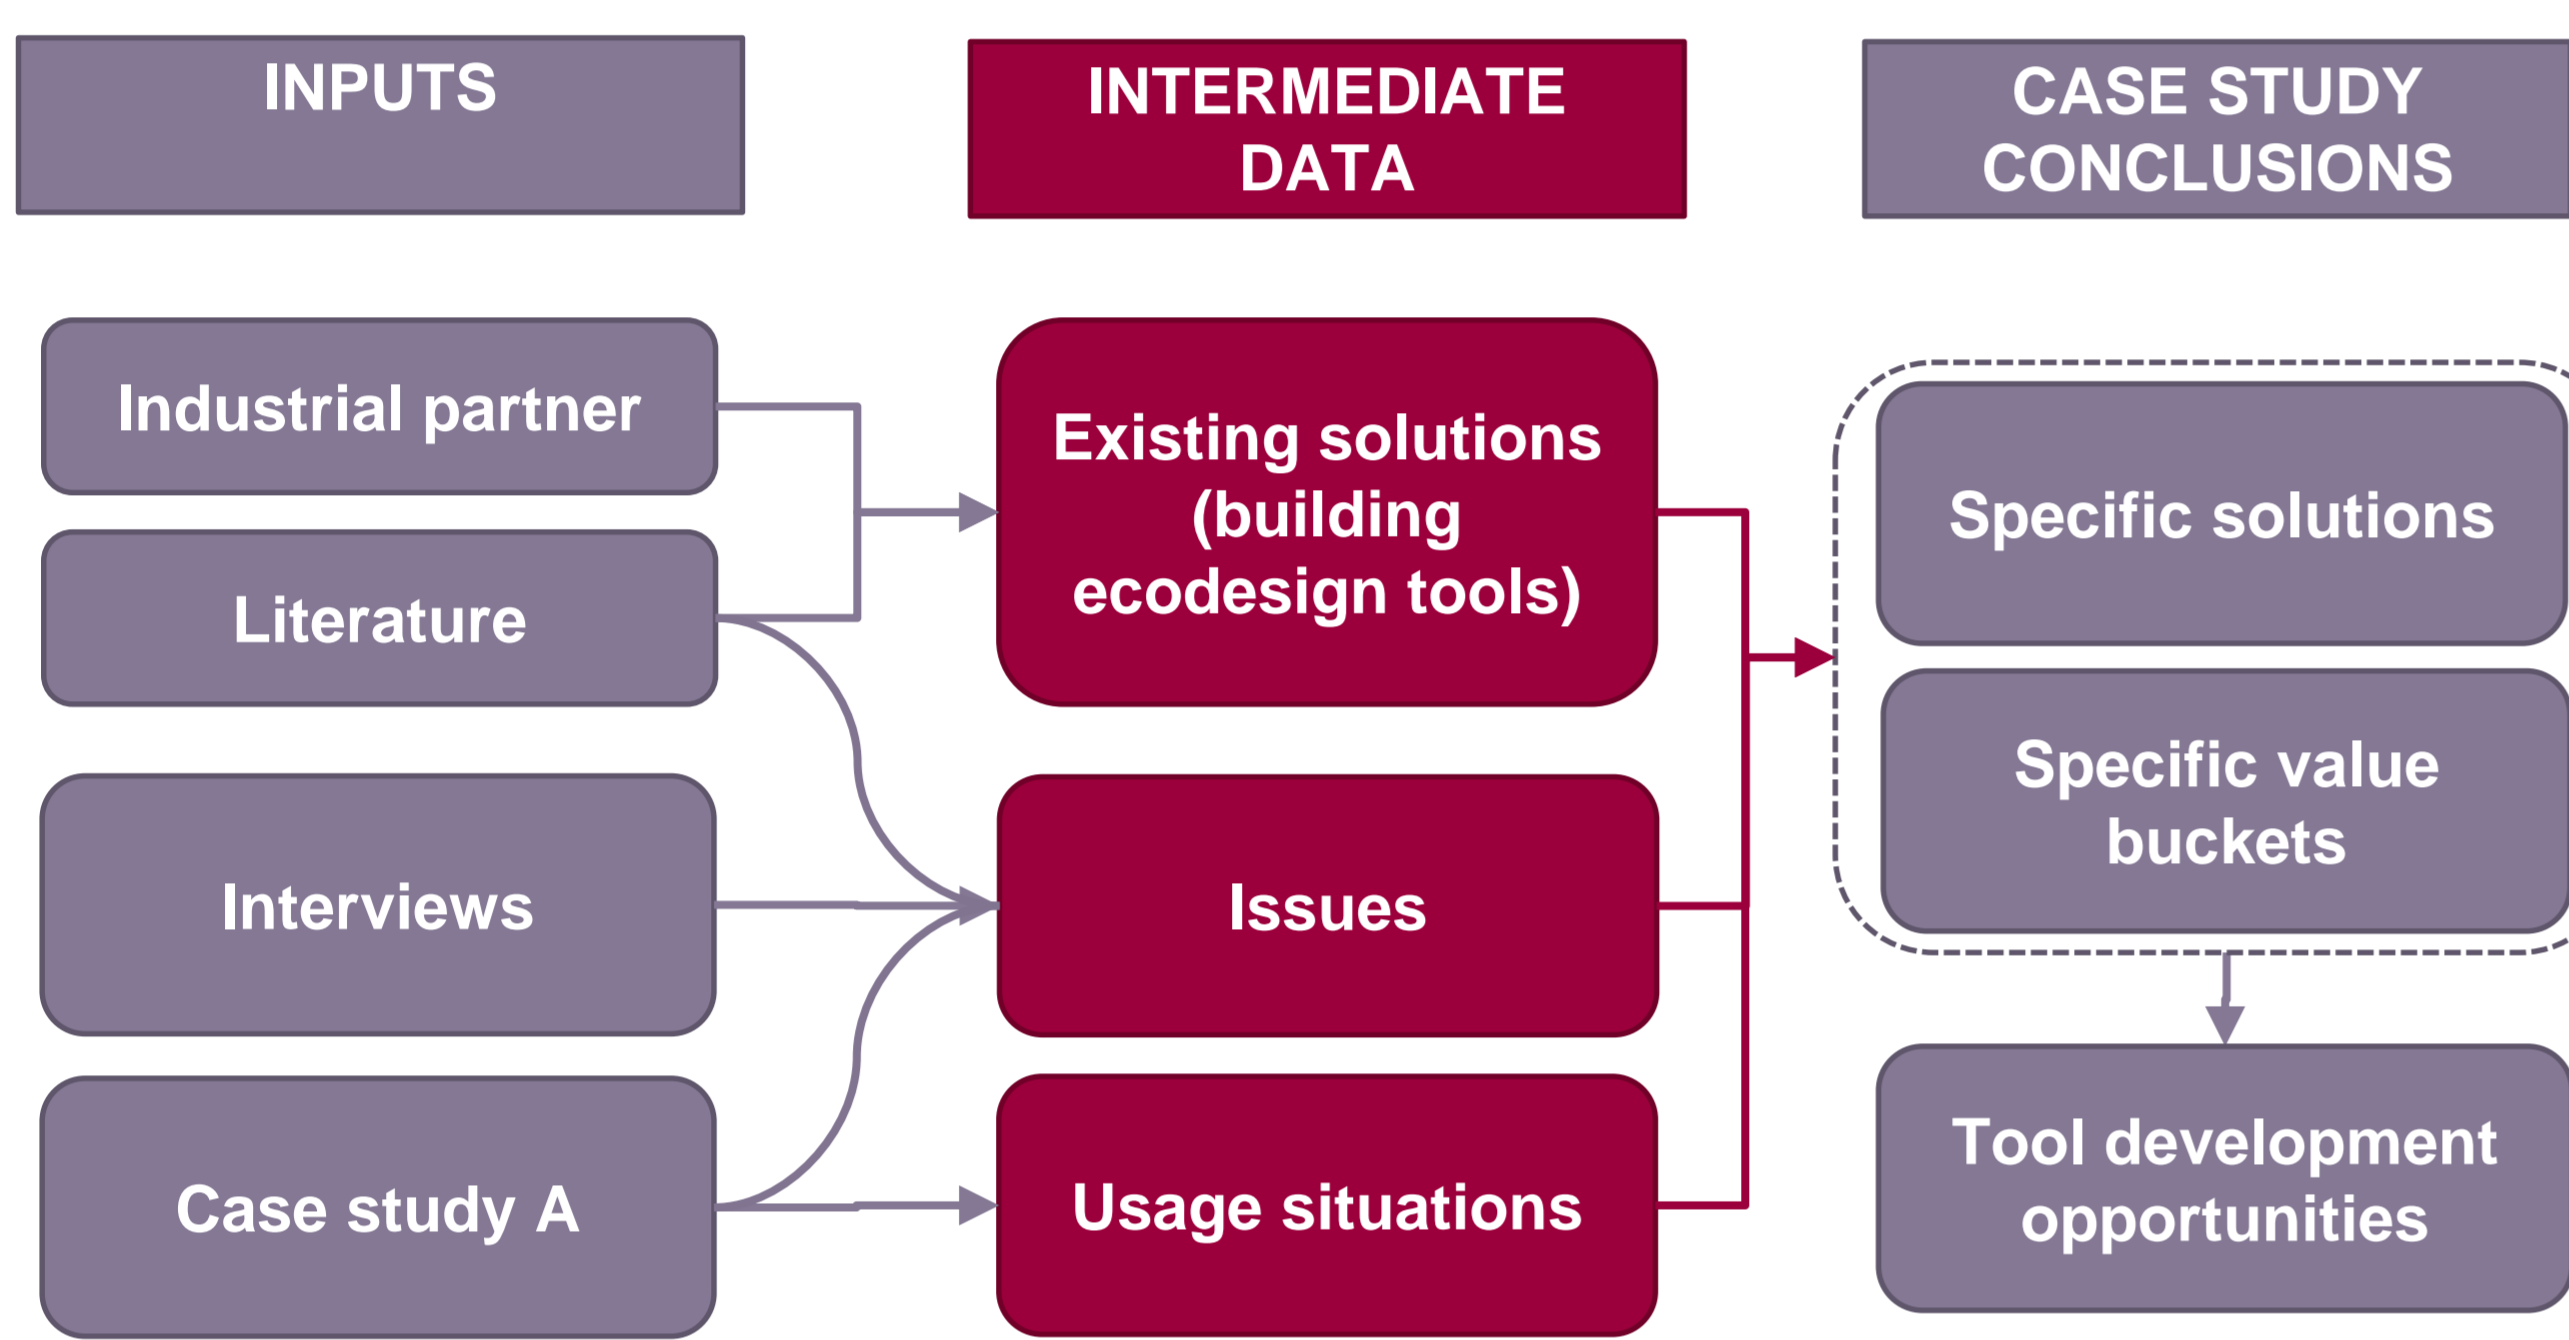 INPUTS
INTERMEDIATE
DATA
CASE STUDY
CONCLUSIONS
Industrial partner
Literature
Interviews
Case study A
Existing solutions
(building
ecodesign tools)
Issues
Usage situations
Specific solutions
Specific value
buckets
Tool development
opportunities